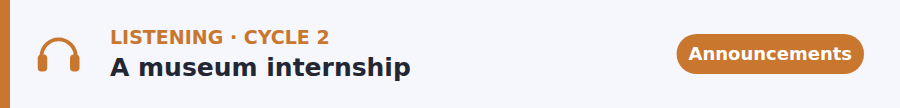 LISTENING · CYCLE 2
A museum internship
Announcements